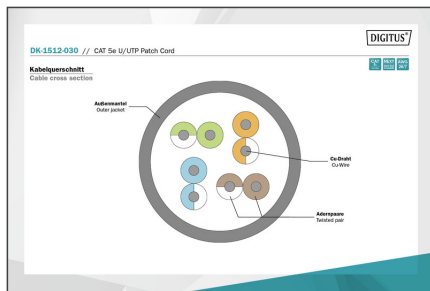 DIGITUS®
DK-1512-030 // CAT 5e U/UTP Patch Cord
Kabelquerschnitt
Cable cross section
Außenmantel
Outer jacket
Cu-Draht
Cu-Wire
Adernpaare
Twisted pair